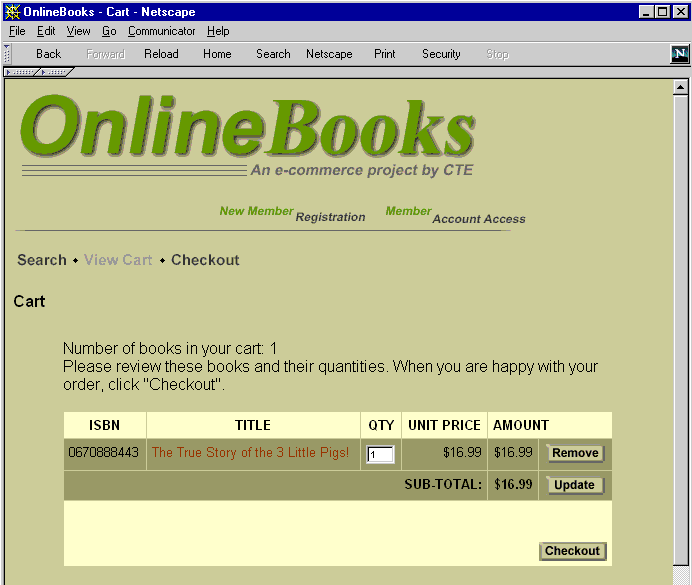 OnlineBooks - Cart - Netscape
File Edit View Go Communicator Help
Back Forward Reload Home Search Netscape Print Security Stop
N
OnlineBooks
An e-commerce project by CTE
New Member Registration Member Account Access
Search • View Cart • Checkout
Cart
Number of books in your cart: 1
Please review these books and their quantities. When you are happy with your
order, click "Checkout".
ISBN TITLE QTY UNIT PRICE AMOUNT
0670888443 The True Story of the 3 Little Pigs! 1 $16.99 $16.99 Remove
SUB-TOTAL: $16.99 Update
Checkout